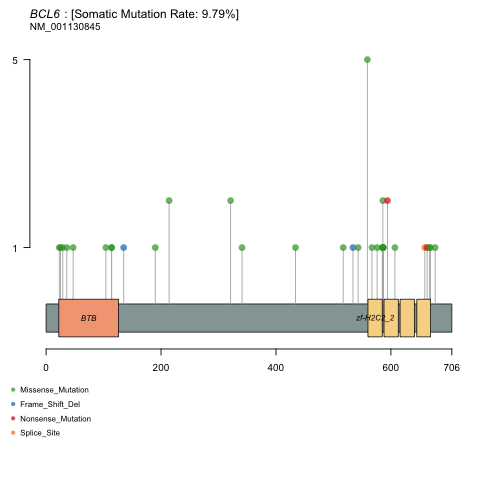 BCL6 : [Somatic Mutation Rate: 9.79%]
NM_001130845
5
1
BTB
zf-H2C2_2
0 200 400 600 706
Missense_Mutation
Frame_Shift_Del
Nonsense_Mutation
Splice_Site